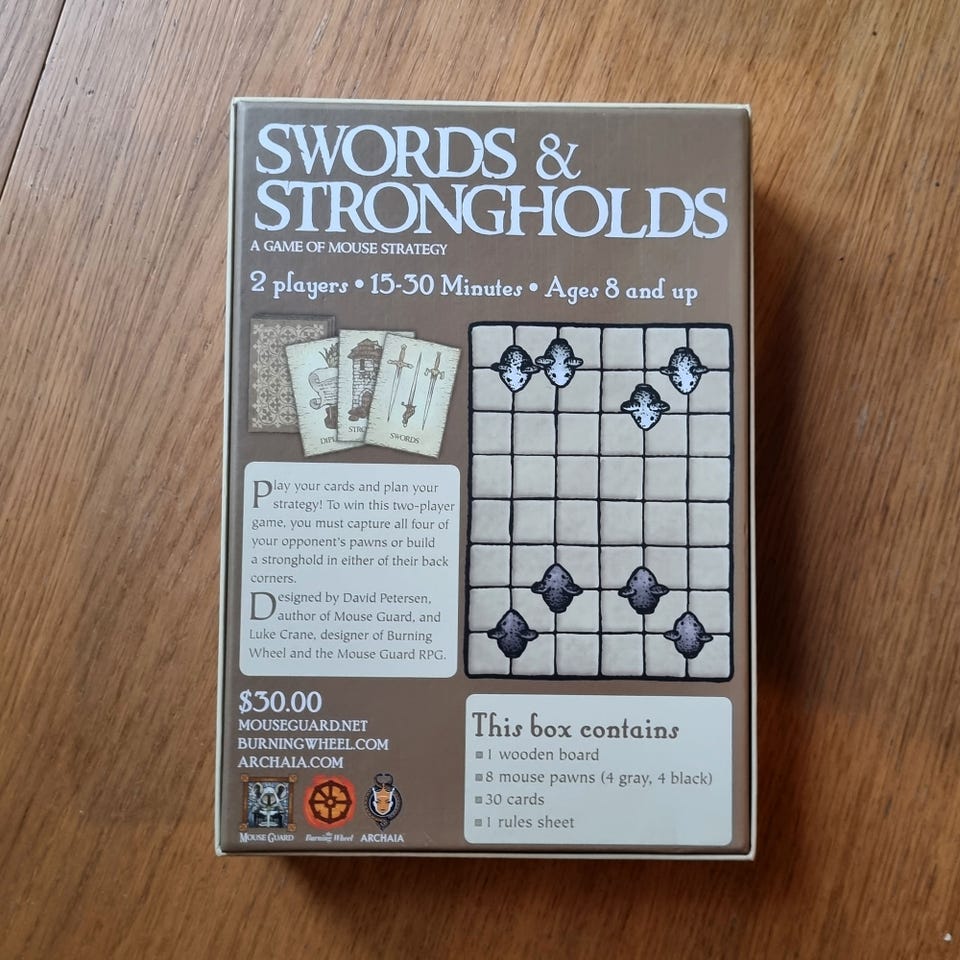 SWORDS &
STRONGHOLDS
A GAME OF MOUSE STRATEGY
2 players • 15-30 Minutes • Ages 8 and up
SWORDS
Play your cards and plan your
strategy! To win this two-player
game, you must capture all four of
your opponent's pawns or build
a stronghold in either of their back
corners.
Designed by David Petersen,
author of Mouse Guard, and
Luke Crane, designer of Burning
Wheel and the Mouse Guard RPG.
$30.00
MOUSEGUARD.NET
BURNINGWHEEL.COM
ARCHAIA.COM
MOUSE GUARD
the
Burning Wheel
ARCHAIA
This box contains
1 wooden board
8 mouse pawns (4 gray, 4 black)
30 cards
1 rules sheet